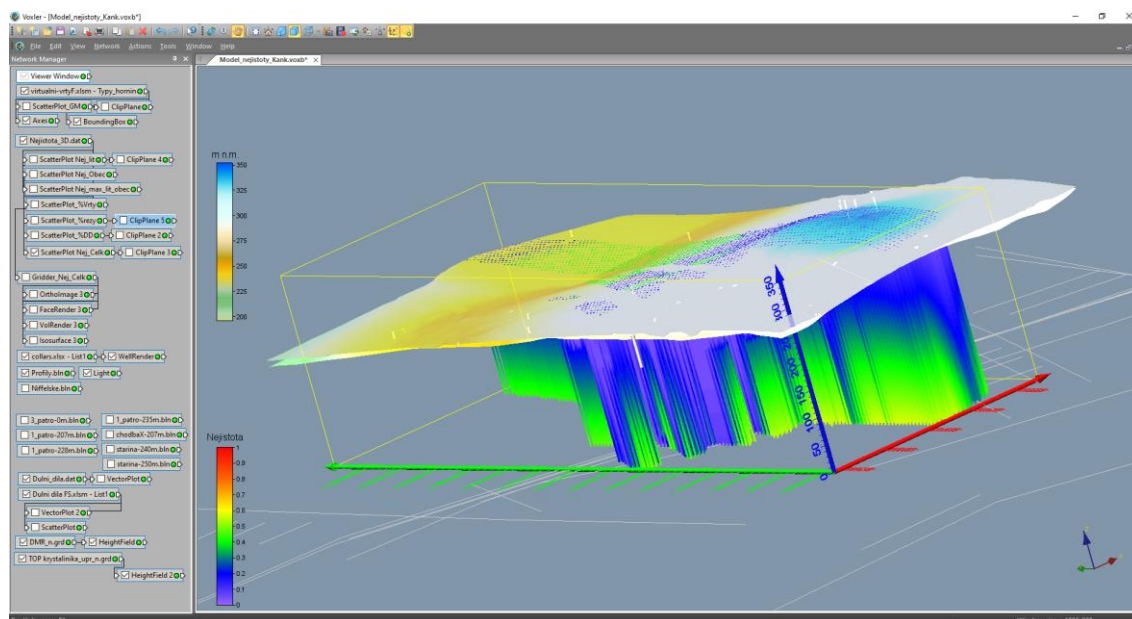 Voxler - [Model_nejistoty_Kank.voxb*]
File Edit View Network Actions Tools Window Help
Network Manager
Model_nejistoty_Kank.voxb*
Viewer Window
virtualni-vrtyF.xlsm - Typy_hornin
ScatterPlot_GM ClipPlane
Axes BoundingBox
Nejistota_3D.dat
ScatterPlot Nej_lit ClipPlane 4
ScatterPlot Nej_Obec
ScatterPlot Nej_max_lit_obec
ScatterPlot_%Vrty
ScatterPlot_%rezy ClipPlane 5
ScatterPlot_%DD ClipPlane 2
ScatterPlot Nej_Celk ClipPlane 3
Gridder_Nej_Celk
OrthoImage 3
FaceRender 3
VolRender 3
Isosurface 3
collars.xlsx - List1 WellRender
Profily.bln Light
Niffelske.bln
3_patro-0m.bln 1_patro-235m.bln
1_patro-207m.bln chodbaX-207m.bln
1_patro-228m.bln starina-240m.bln
starina-250m.bln
Dulni_dila.dat VectorPlot
Dulni dila FS.xlsm - List1
VectorPlot 2
ScatterPlot
DMR_n.grd HeightField
TOP krystalinika_upr_n.grd
HeightField 2
m n.m.
350
325
300
275
250
225
200
Nejistota
1
0.9
0.8
0.7
0.6
0.5
0.4
0.3
0.2
0.1
0
350
300
200
150
100
50
0